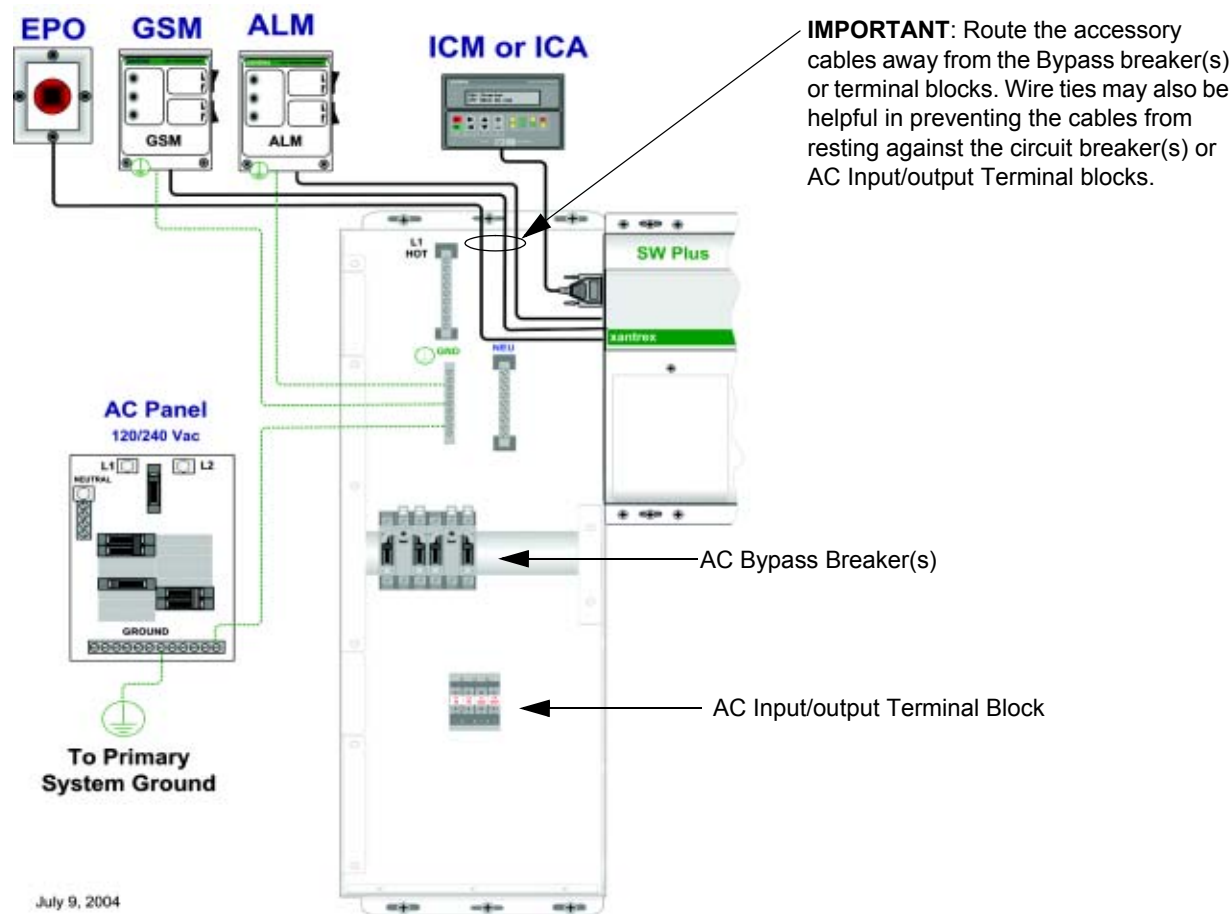 EPO
GSM
ALM
ICM or ICA
IMPORTANT: Route the accessory
cables away from the Bypass breaker(s)
or terminal blocks. Wire ties may also be
helpful in preventing the cables from
resting against the circuit breaker(s) or
AC Input/output Terminal blocks.
xantrex
GSM
xantrex
ALM
L1
HOT
SW Plus
xantrex
GND
NEU
AC Panel
120/240 Vac
L1
L2
NEUTRAL
GROUND
AC Bypass Breaker(s)
AC Input/output Terminal Block
To Primary
System Ground
July 9, 2004